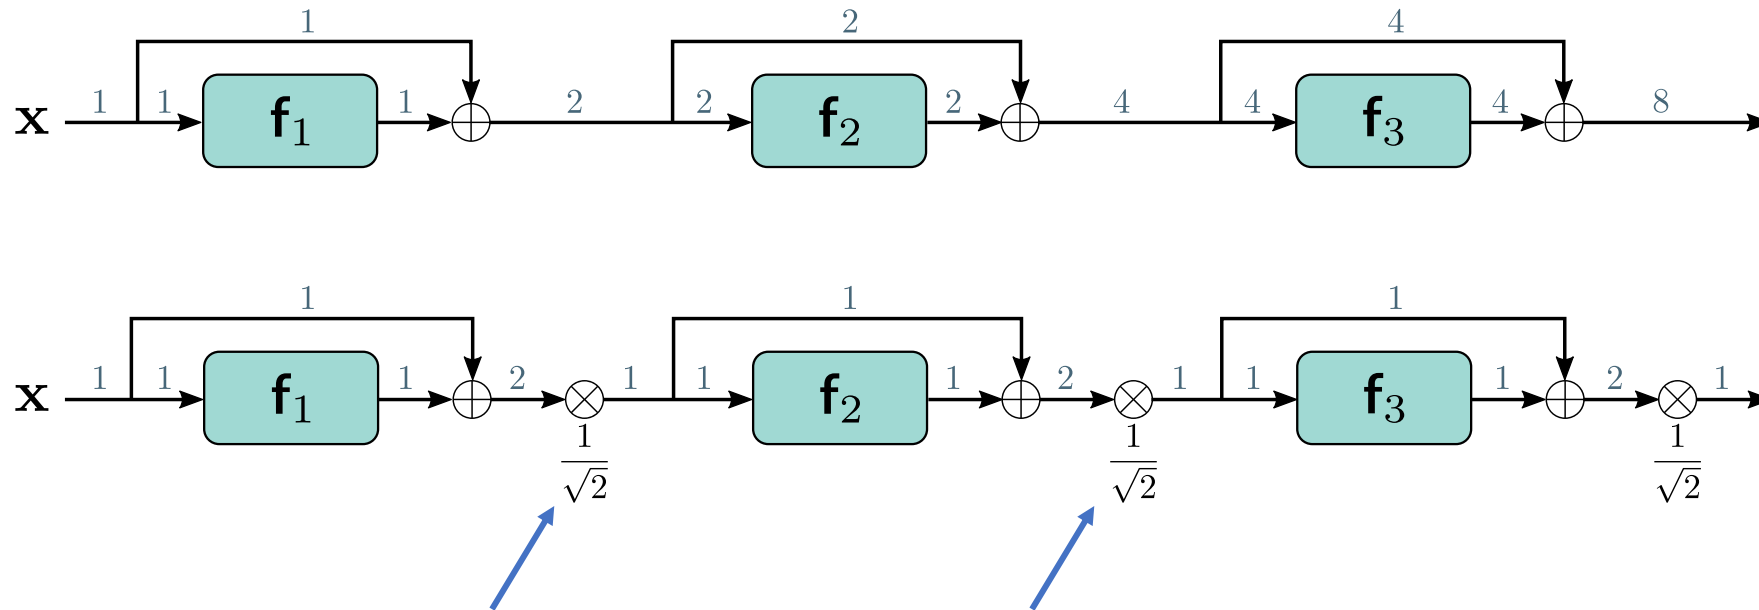 1 2 4
x 1 1 f₁ 1 2 2 f₂ 2 4 4 f₃ 4 8
1 1 1
x 1 1 f₁ 1 2 1 1 f₂ 1 2 1 1 f₃ 1 2 1
1/√2 1/√2 1/√2